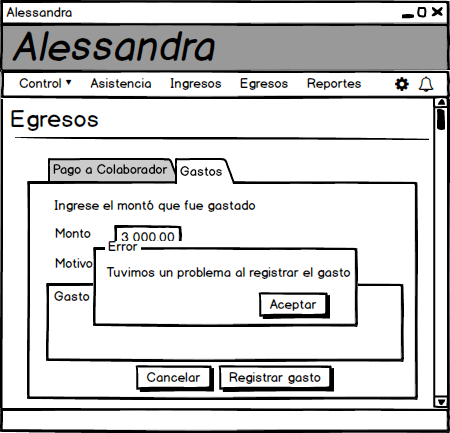 Alessandra
Alessandra
Control Asistencia Ingresos Egresos Reportes
Egresos
Pago a Colaborador Gastos
Ingrese el montó que fue gastado
Monto 3 000.00
Error
Motivo Tuvimos un problema al registrar el gasto
Gasto
Aceptar
Cancelar Registrar gasto